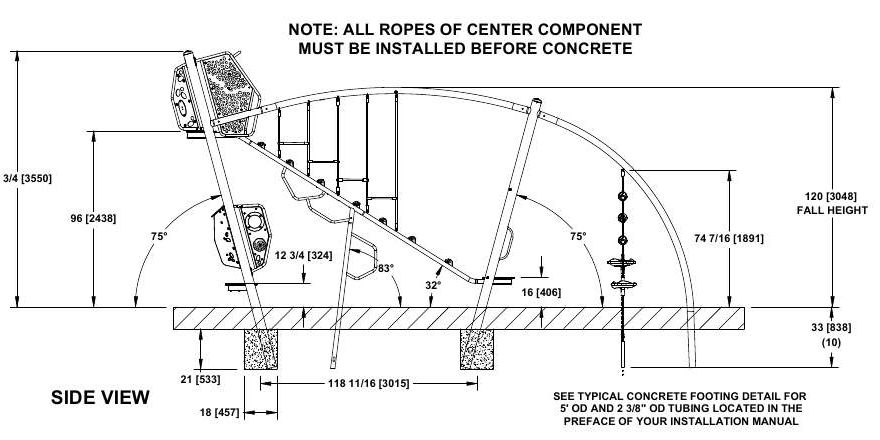 NOTE: ALL ROPES OF CENTER COMPONENT
MUST BE INSTALLED BEFORE CONCRETE
3/4 [3550]
96 [2438]
75°
12 3/4 [324]
83°
32°
75°
16 [406]
74 7/16 [1891]
120 [3048]
FALL HEIGHT
33 [838]
(10)
21 [533]
118 11/16 [3015]
18 [457]
SIDE VIEW
SEE TYPICAL CONCRETE FOOTING DETAIL FOR
5' OD AND 2 3/8" OD TUBING LOCATED IN THE
PREFACE OF YOUR INSTALLATION MANUAL